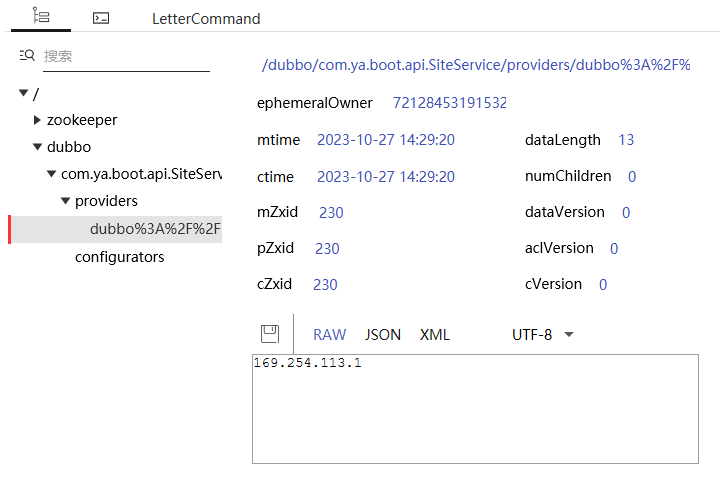 LetterCommand
搜索
/
zookeeper
dubbo
com.ya.boot.api.SiteServ
providers
dubbo%3A%2F%2F
configurators
/dubbo/com.ya.boot.api.SiteService/providers/dubbo%3A%2F%
ephemeralOwner 72128453191532
mtime 2023-10-27 14:29:20 dataLength 13
ctime 2023-10-27 14:29:20 numChildren 0
mZxid 230 dataVersion 0
pZxid 230 aclVersion 0
cZxid 230 cVersion 0
RAW JSON XML UTF-8
169.254.113.1